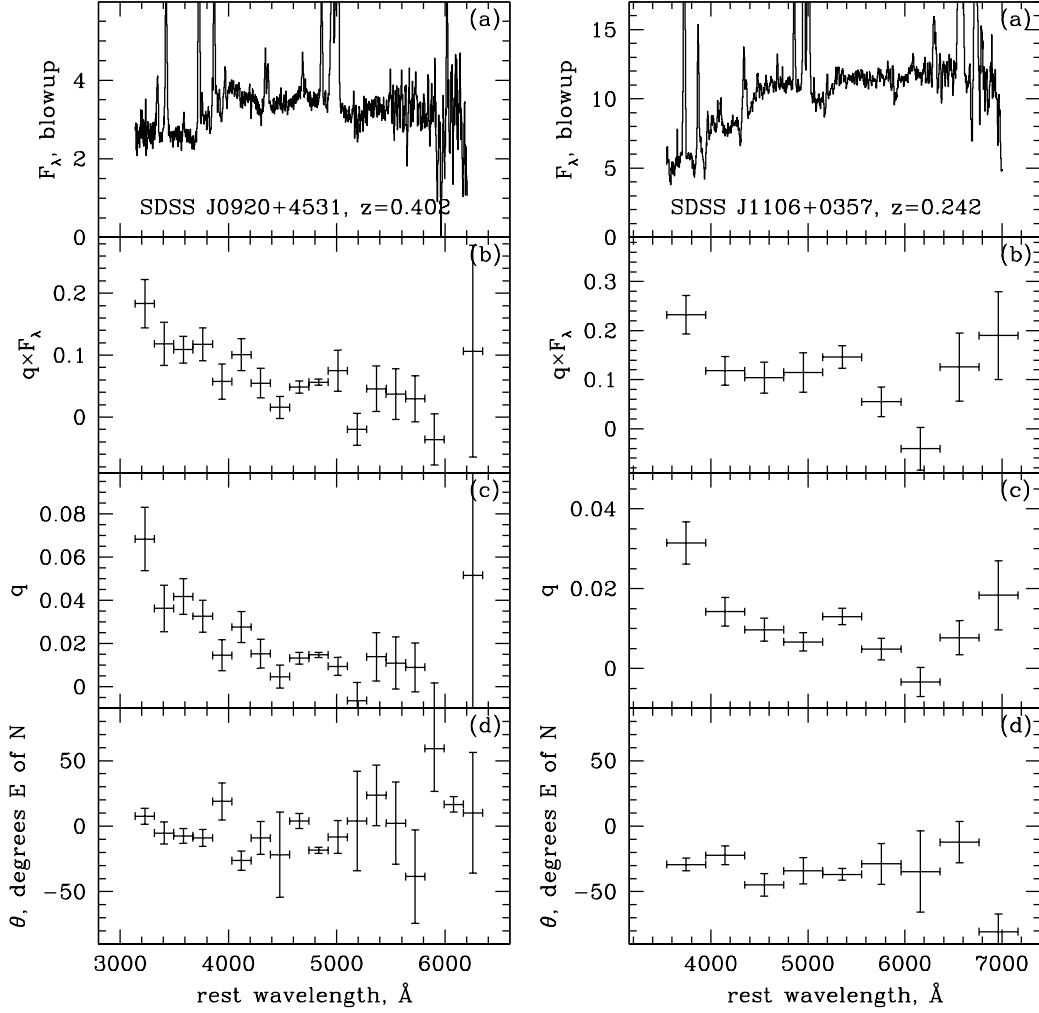 (a)
F_λ, blowup
4
2
0
SDSS J0920+4531, z=0.402
(b)
q×F_λ
0.2
0.1
0
(c)
q
0.08
0.06
0.04
0.02
0
(d)
θ, degrees E of N
50
0
−50
3000 4000 5000 6000
rest wavelength, Å
(a)
F_λ, blowup
15
10
5
0
SDSS J1106+0357, z=0.242
(b)
q×F_λ
0.3
0.2
0.1
0
(c)
q
0.04
0.02
0
(d)
θ, degrees E of N
50
0
−50
4000 5000 6000 7000
rest wavelength, Å